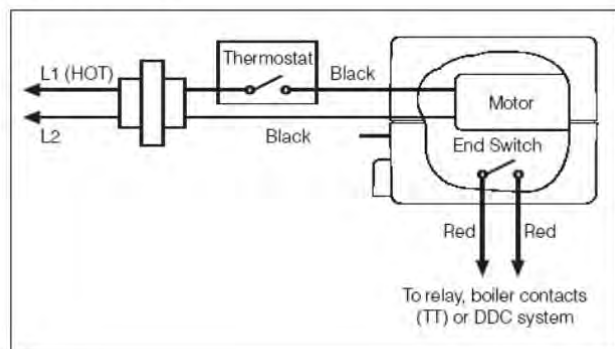 Thermostat
L1 (HOT)
Black
Motor
L2
Black
End Switch
Red
Red
To relay, boiler contacts
(TT) or DDC system